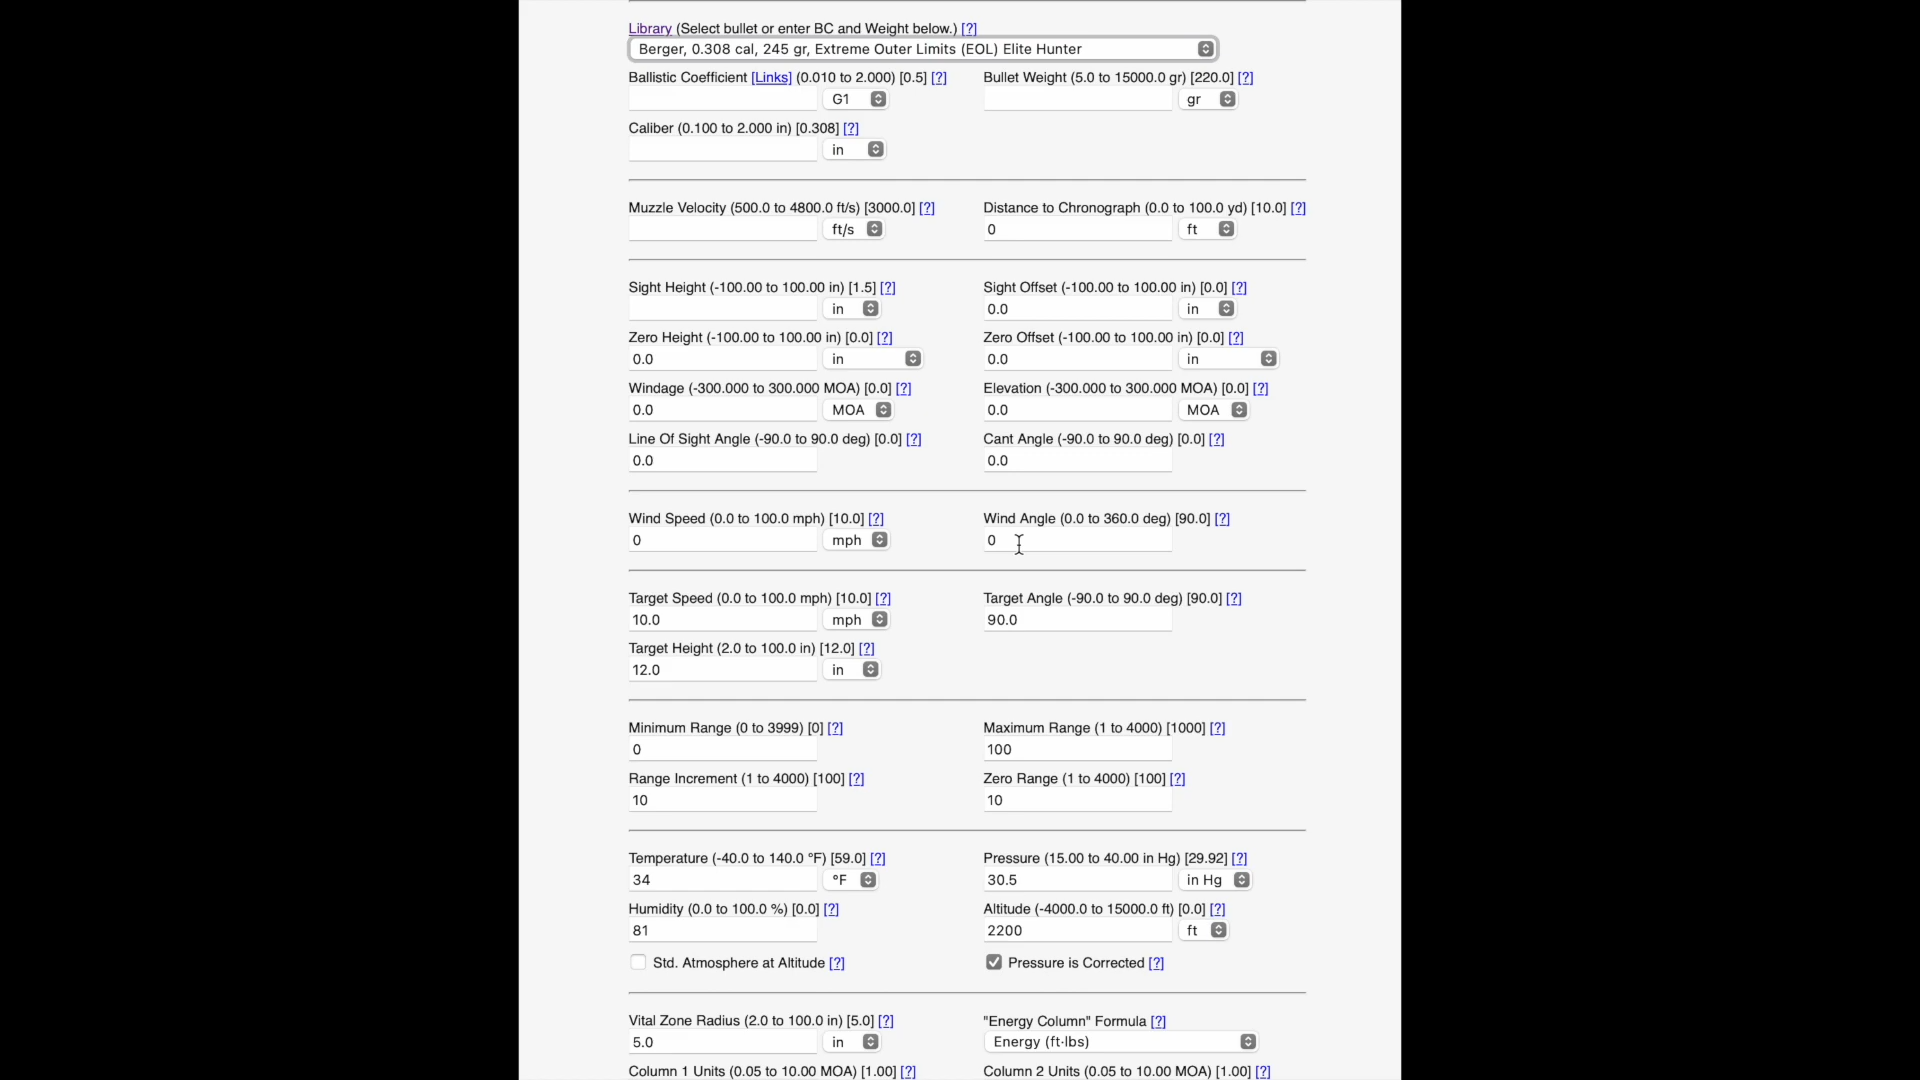 Library (Select bullet or enter BC and Weight below.) [?]
Berger, 0.308 cal, 245 gr, Extreme Outer Limits (EOL) Elite Hunter
Ballistic Coefficient [Links] (0.010 to 2.000) [0.5] [?] Bullet Weight (5.0 to 15000.0 gr) [220.0] [?]
G1 gr
Caliber (0.100 to 2.000 in) [0.308] [?]
in
Muzzle Velocity (500.0 to 4800.0 ft/s) [3000.0] [?] Distance to Chronograph (0.0 to 100.0 yd) [10.0] [?]
ft/s 0 ft
Sight Height (-100.00 to 100.00 in) [1.5] [?] Sight Offset (-100.00 to 100.00 in) [0.0] [?]
in 0.0 in
Zero Height (-100.00 to 100.00 in) [0.0] [?] Zero Offset (-100.00 to 100.00 in) [0.0] [?]
0.0 in 0.0 in
Windage (-300.000 to 300.000 MOA) [0.0] [?] Elevation (-300.000 to 300.000 MOA) [0.0] [?]
0.0 MOA 0.0 MOA
Line Of Sight Angle (-90.0 to 90.0 deg) [0.0] [?] Cant Angle (-90.0 to 90.0 deg) [0.0] [?]
0.0 0.0
Wind Speed (0.0 to 100.0 mph) [10.0] [?] Wind Angle (0.0 to 360.0 deg) [90.0] [?]
0 mph 0
Target Speed (0.0 to 100.0 mph) [10.0] [?] Target Angle (-90.0 to 90.0 deg) [90.0] [?]
10.0 mph 90.0
Target Height (2.0 to 100.0 in) [12.0] [?]
12.0 in
Minimum Range (0 to 3999) [0] [?] Maximum Range (1 to 4000) [1000] [?]
0 100
Range Increment (1 to 4000) [100] [?] Zero Range (1 to 4000) [100] [?]
10 10
Temperature (-40.0 to 140.0 °F) [59.0] [?] Pressure (15.00 to 40.00 in Hg) [29.92] [?]
34 °F 30.5 in Hg
Humidity (0.0 to 100.0 %) [0.0] [?] Altitude (-4000.0 to 15000.0 ft) [0.0] [?]
81 2200 ft
Std. Atmosphere at Altitude [?] Pressure is Corrected [?]
Vital Zone Radius (2.0 to 100.0 in) [5.0] [?] "Energy Column" Formula [?]
5.0 in Energy (ft·lbs)
Column 1 Units (0.05 to 10.00 MOA) [1.00] [?] Column 2 Units (0.05 to 10.00 MOA) [1.00] [?]